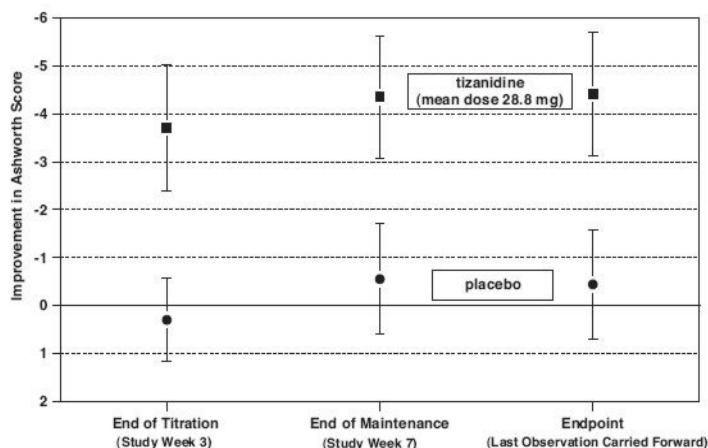 Improvement in Ashworth Score
-6
-5
-4
-3
-2
-1
0
1
2
tizanidine
(mean dose 28.8 mg)
placebo
End of Titration
(Study Week 3)
End of Maintenance
(Study Week 7)
Endpoint
(Last Observation Carried Forward)